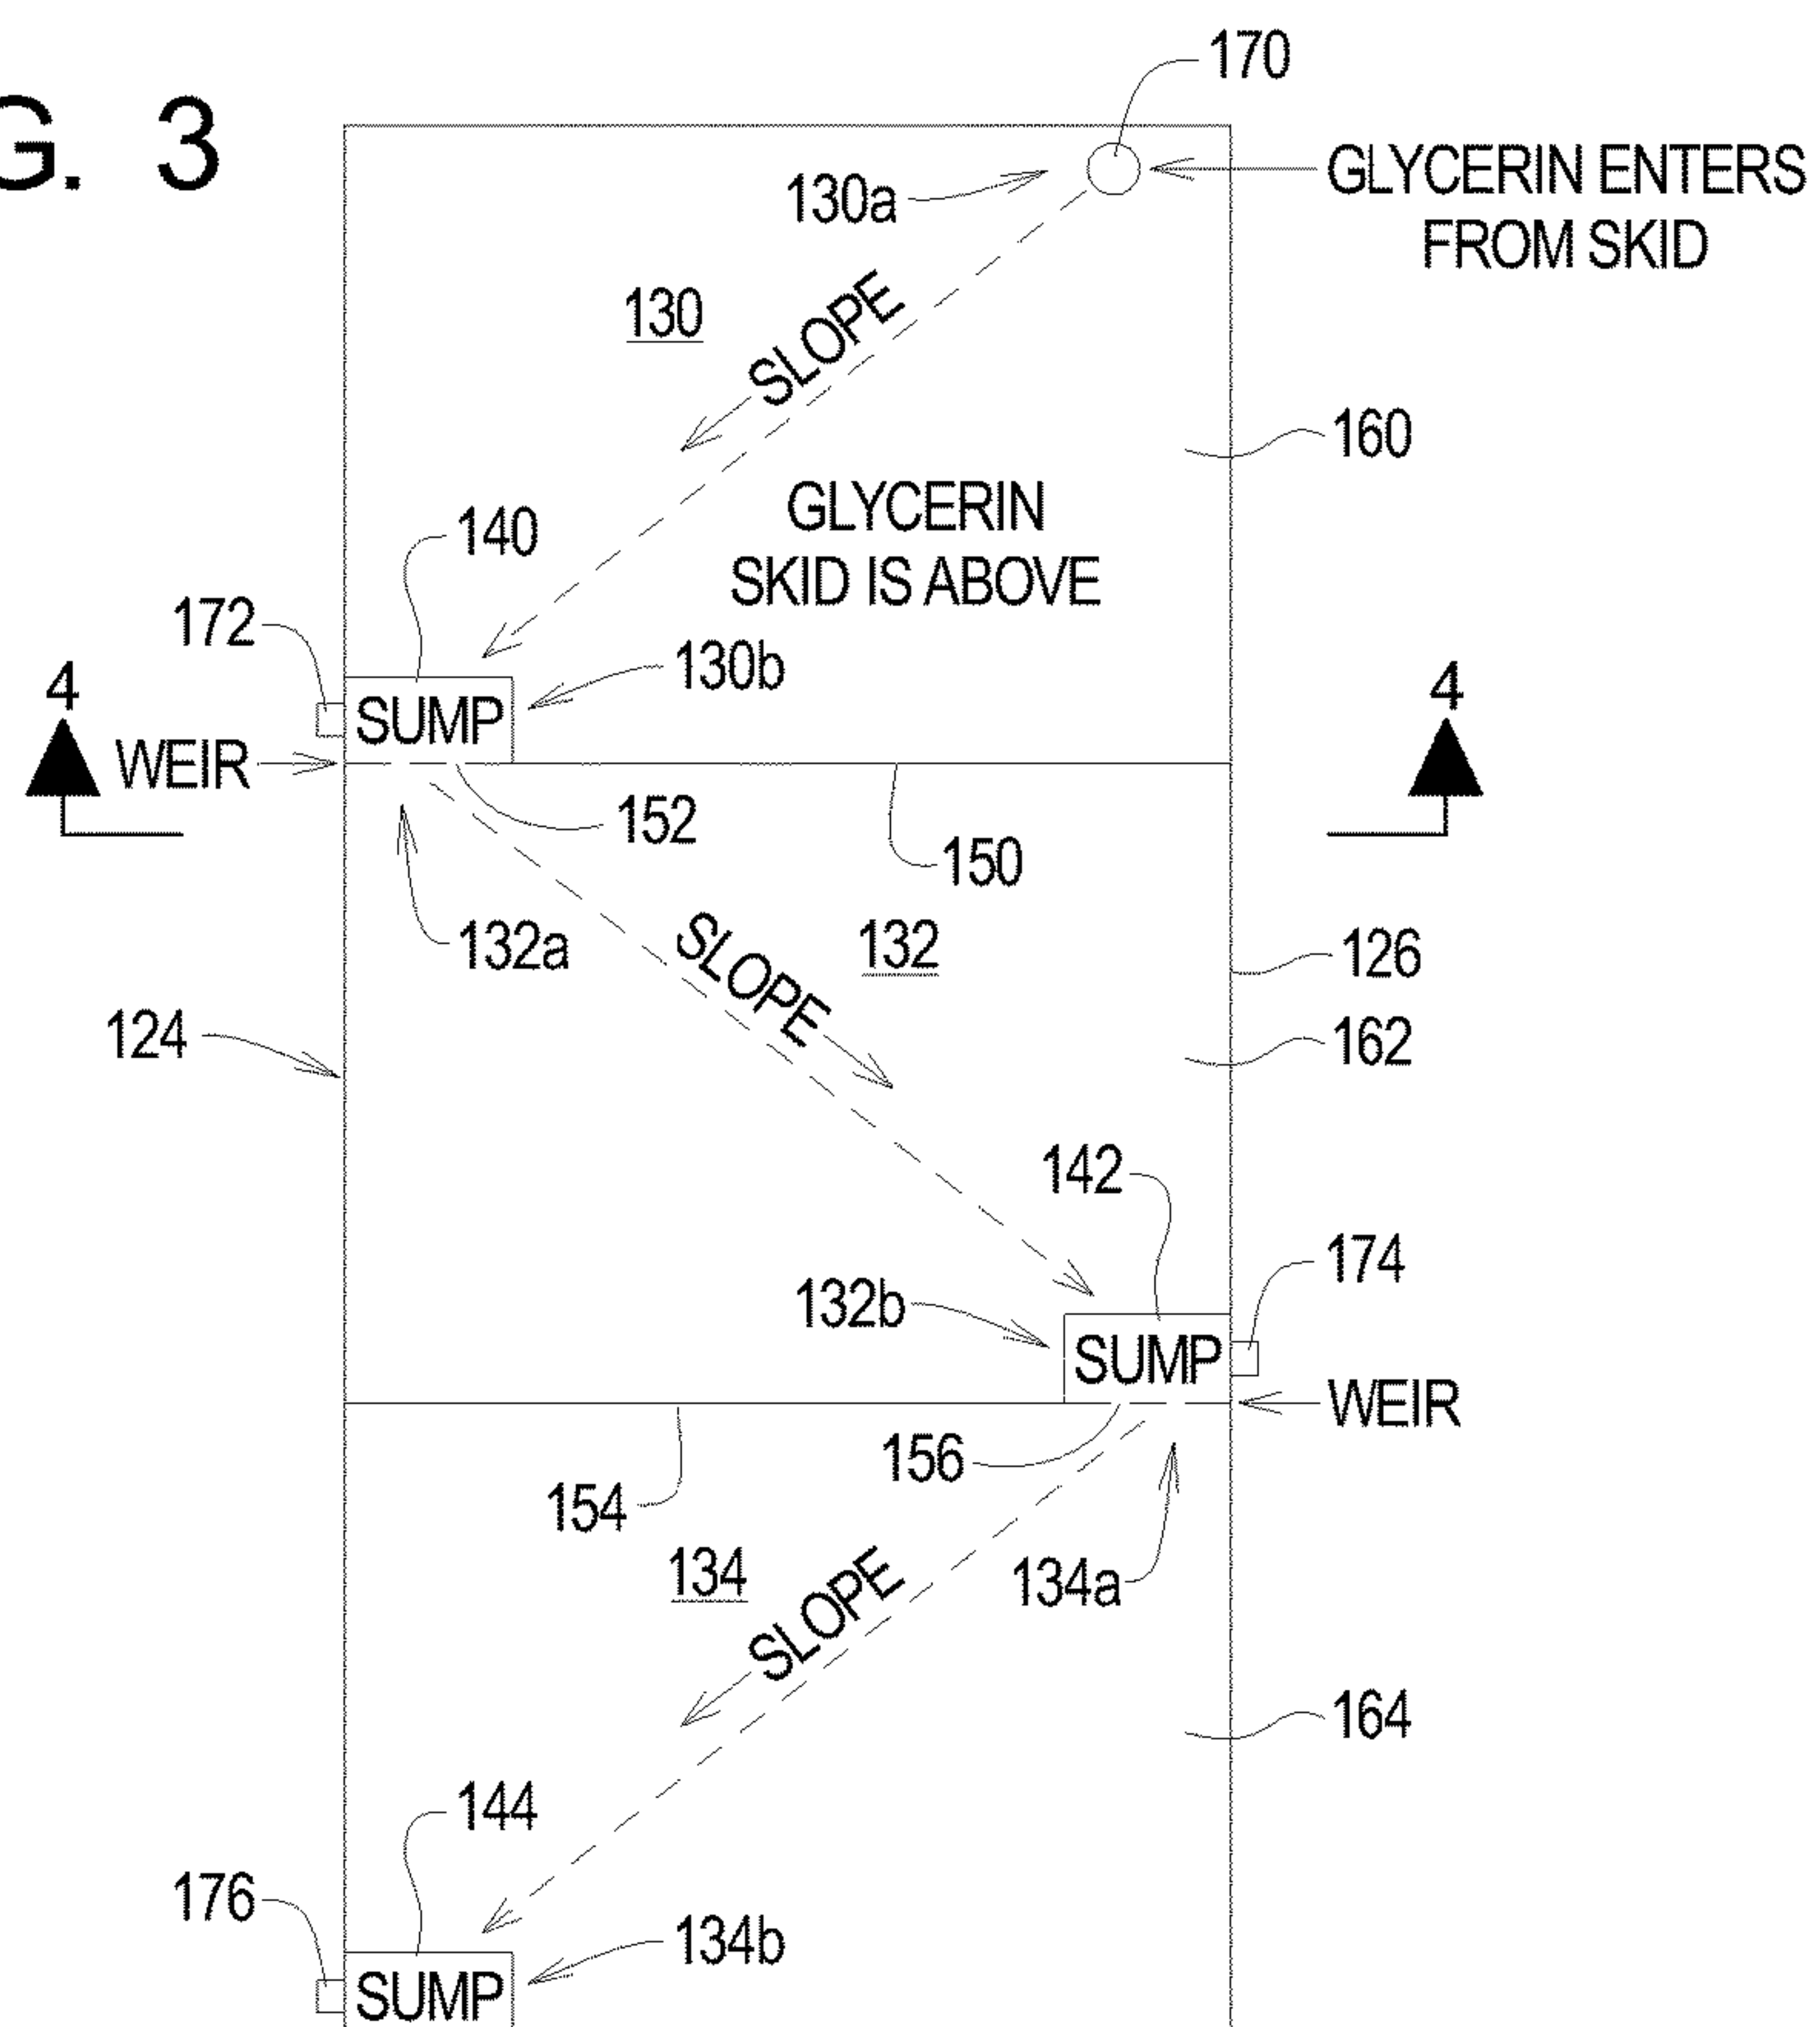 G. 3
170
130a
GLYCERIN ENTERS
FROM SKID
130
SLOPE
160
GLYCERIN
SKID IS ABOVE
140
172
130b
4
4
SUMP
WEIR
152
150
132a
SLOPE
132
126
124
162
142
174
132b
SUMP
WEIR
156
154
134
SLOPE
134a
164
144
176
134b
SUMP